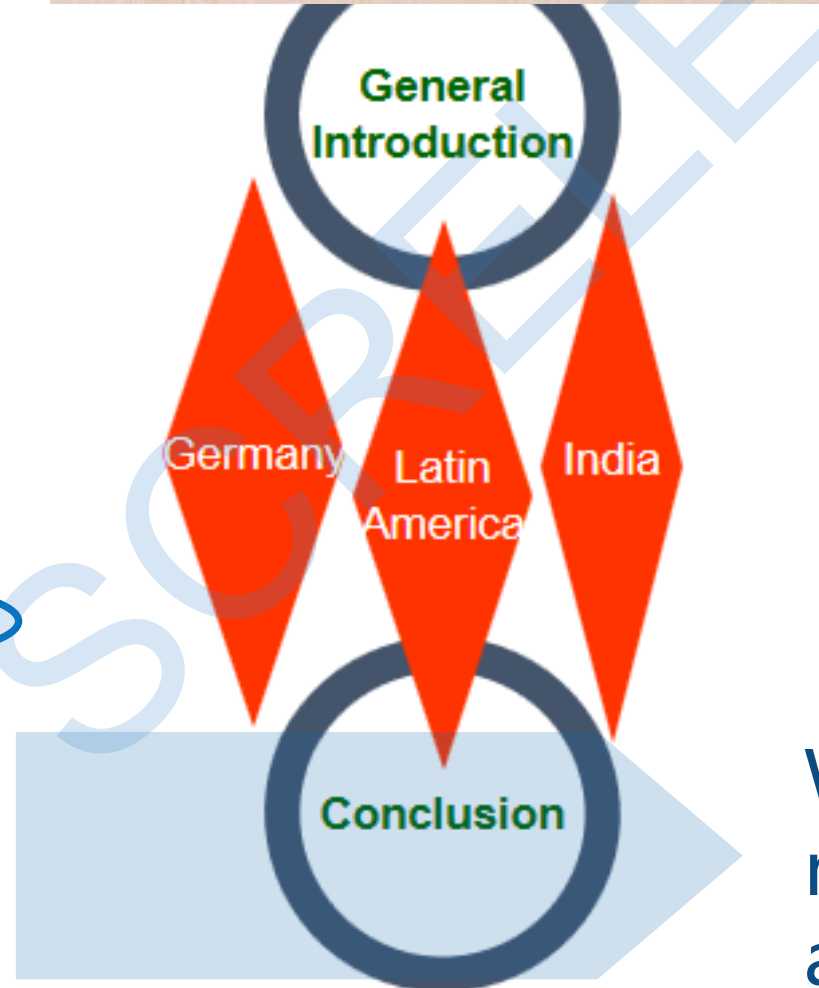 General
Introduction
Germany
Latin
America
India
Conclusion